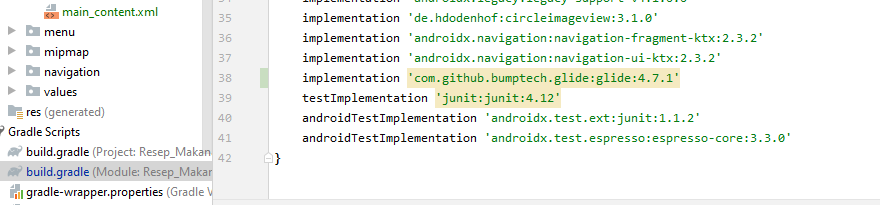 main_content.xml
menu
mipmap
navigation
values
res (generated)
Gradle Scripts
build.gradle (Project: Resep_Makan
build.gradle (Module: Resep_Makan
gradle-wrapper.properties (Gradle V
35 implementation 'de.hdodenhof:circleimageview:3.1.0'
36 implementation 'androidx.navigation:navigation-fragment-ktx:2.3.2'
37 implementation 'androidx.navigation:navigation-ui-ktx:2.3.2'
38 implementation 'com.github.bumptech.glide:glide:4.7.1'
39 testImplementation 'junit:junit:4.12'
40 androidTestImplementation 'androidx.test.ext:junit:1.1.2'
41 androidTestImplementation 'androidx.test.espresso:espresso-core:3.3.0'
42 }